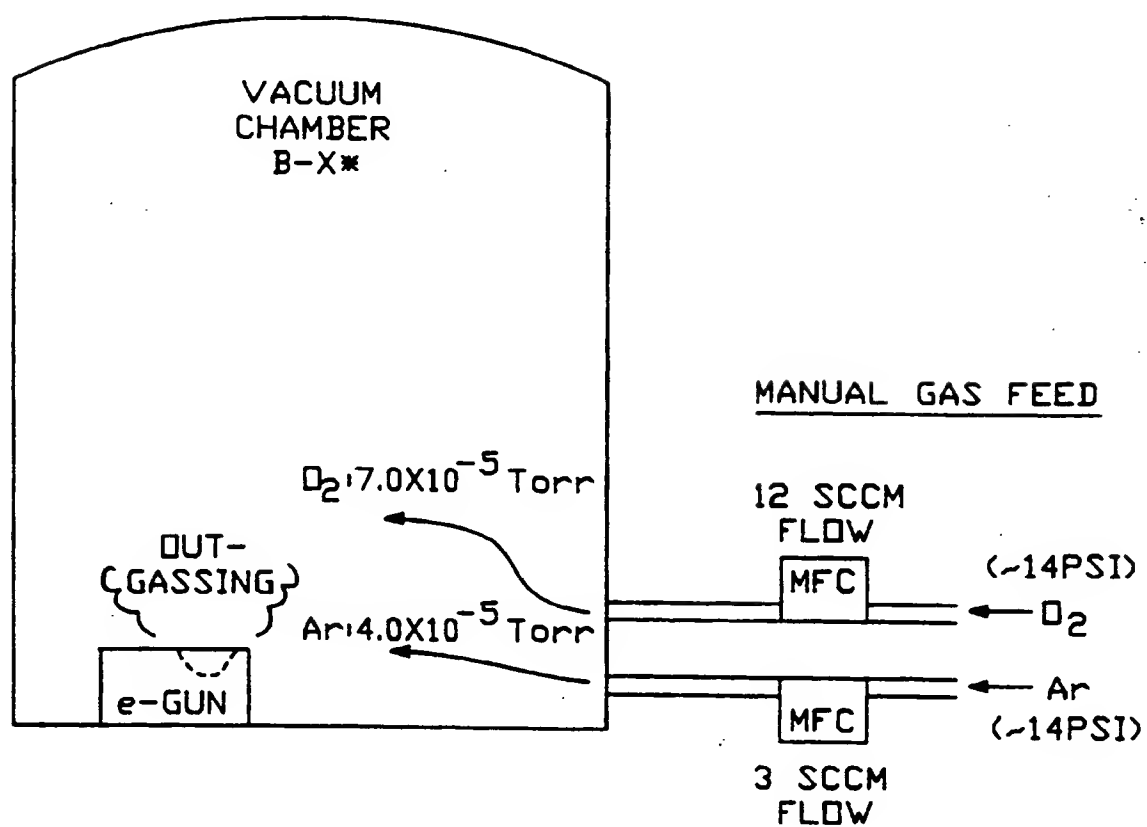 VACUUM
CHAMBER
B-X*
MANUAL GAS FEED
O₂:7.0X10⁻⁵ Torr
12 SCCM
FLOW
OUT-
GASSING
MFC
(~14PSI)
O₂
Ar:4.0X10⁻⁵ Torr
e-GUN
MFC
Ar
(~14PSI)
3 SCCM
FLOW